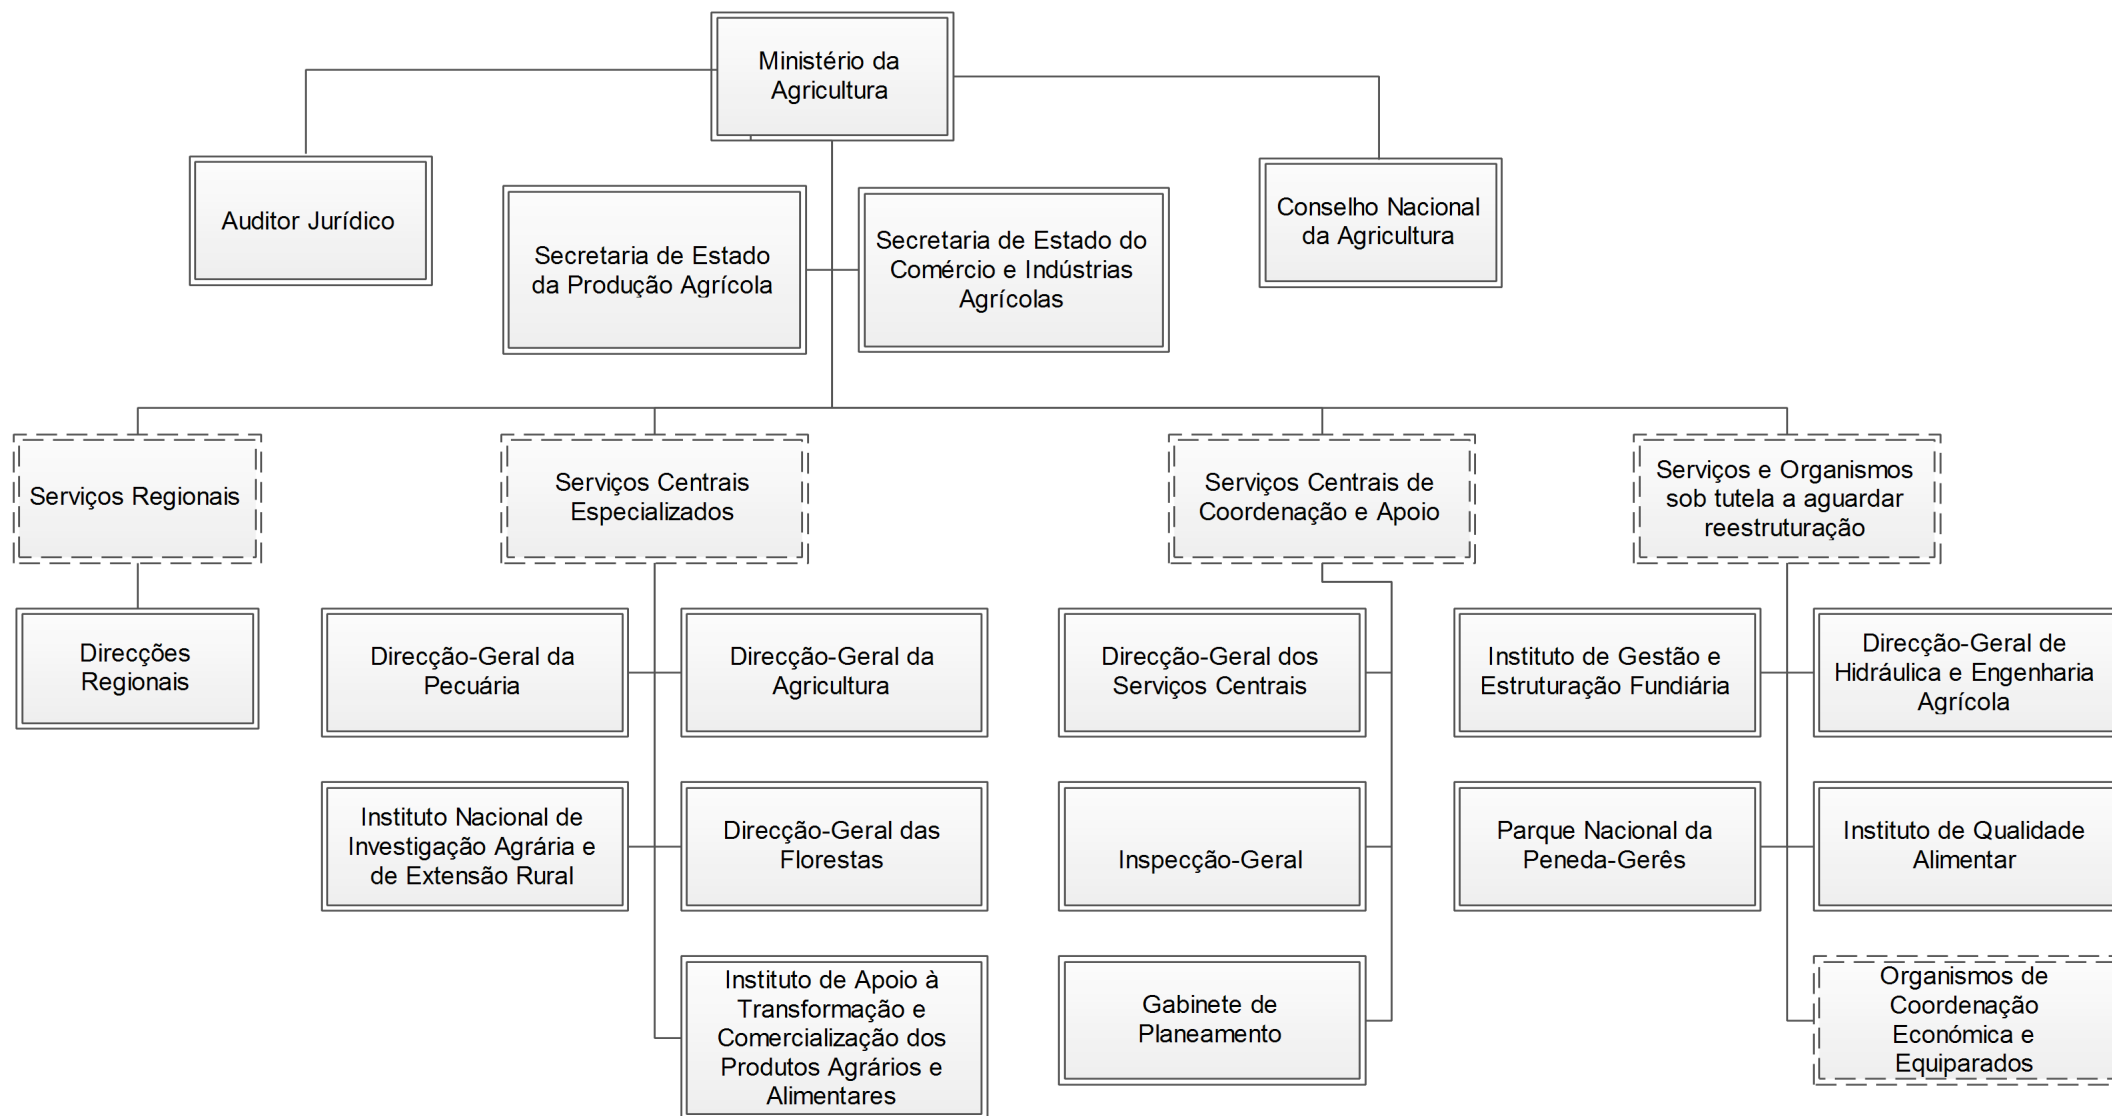 Ministério da
Agricultura
Auditor Jurídico
Secretaria de Estado
da Produção Agrícola
Secretaria de Estado do
Comércio e Indústrias
Agrícolas
Conselho Nacional
da Agricultura
Serviços Regionais
Serviços Centrais
Especializados
Serviços Centrais de
Coordenação e Apoio
Serviços e Organismos
sob tutela a aguardar
reestruturação
Direcções
Regionais
Direcção-Geral da
Pecuária
Direcção-Geral da
Agricultura
Direcção-Geral dos
Serviços Centrais
Instituto de Gestão e
Estruturação Fundiária
Direcção-Geral de
Hidráulica e Engenharia
Agrícola
Instituto Nacional de
Investigação Agrária e
de Extensão Rural
Direcção-Geral das
Florestas
Inspecção-Geral
Parque Nacional da
Peneda-Gerês
Instituto de Qualidade
Alimentar
Instituto de Apoio à
Transformação e
Comercialização dos
Produtos Agrários e
Alimentares
Gabinete de
Planeamento
Organismos de
Coordenação
Económica e
Equiparados